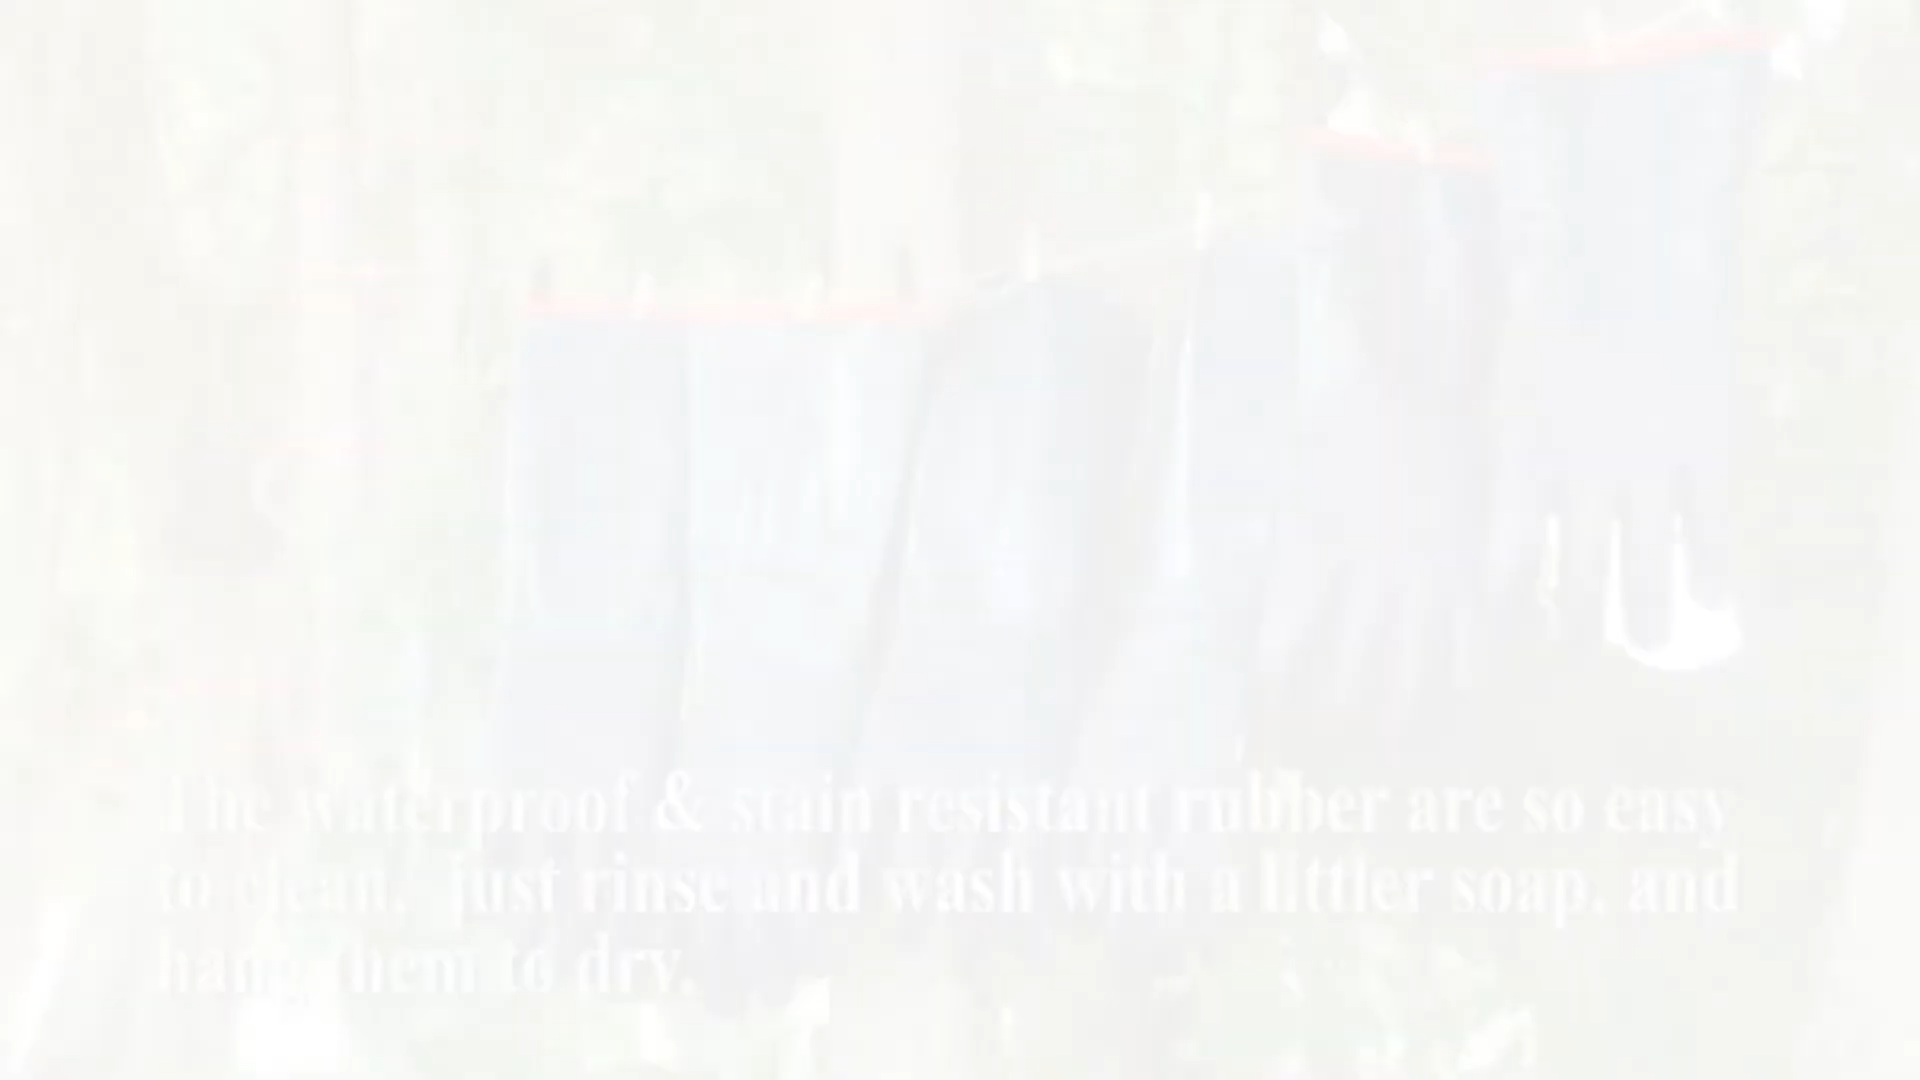 The waterproof & stain resistant rubber are so easy
to clean, just rinse and wash with a littler soap, and
hang them to dry.